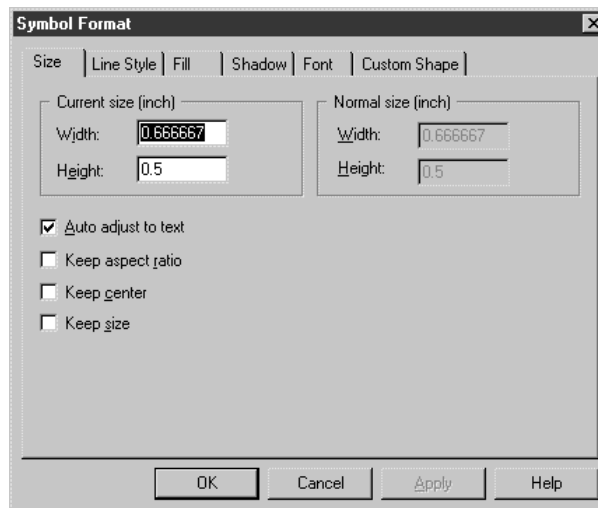 Symbol Format
Size Line Style Fill Shadow Font Custom Shape
Current size (inch)
Width: 0.666667
Height: 0.5
Normal size (inch)
Width: 0.666667
Height: 0.5
Auto adjust to text
Keep aspect ratio
Keep center
Keep size
OK Cancel Apply Help